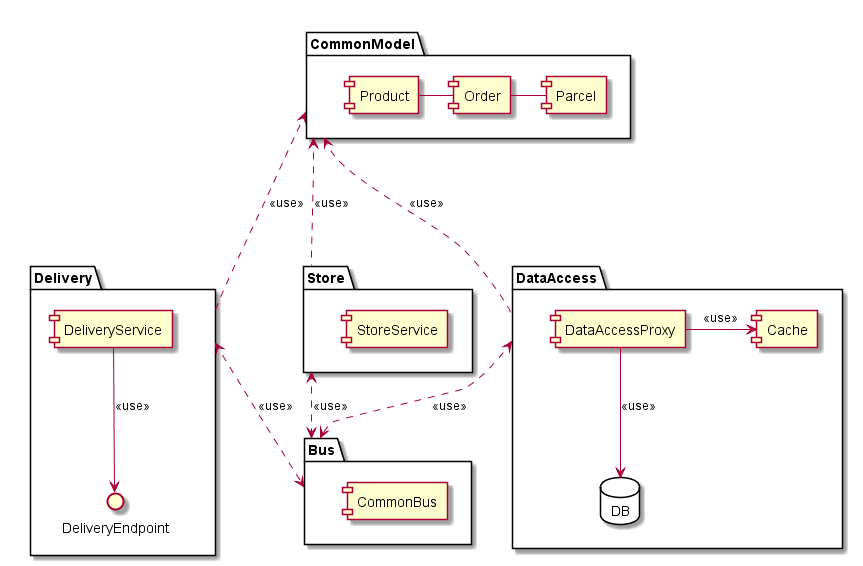 CommonModel
Product
Order
Parcel
«use»
«use»
«use»
Delivery
Store
DataAccess
DeliveryService
StoreService
DataAccessProxy
«use»
Cache
«use»
«use»
«use»
«use»
«use»
Bus
CommonBus
DB
DeliveryEndpoint